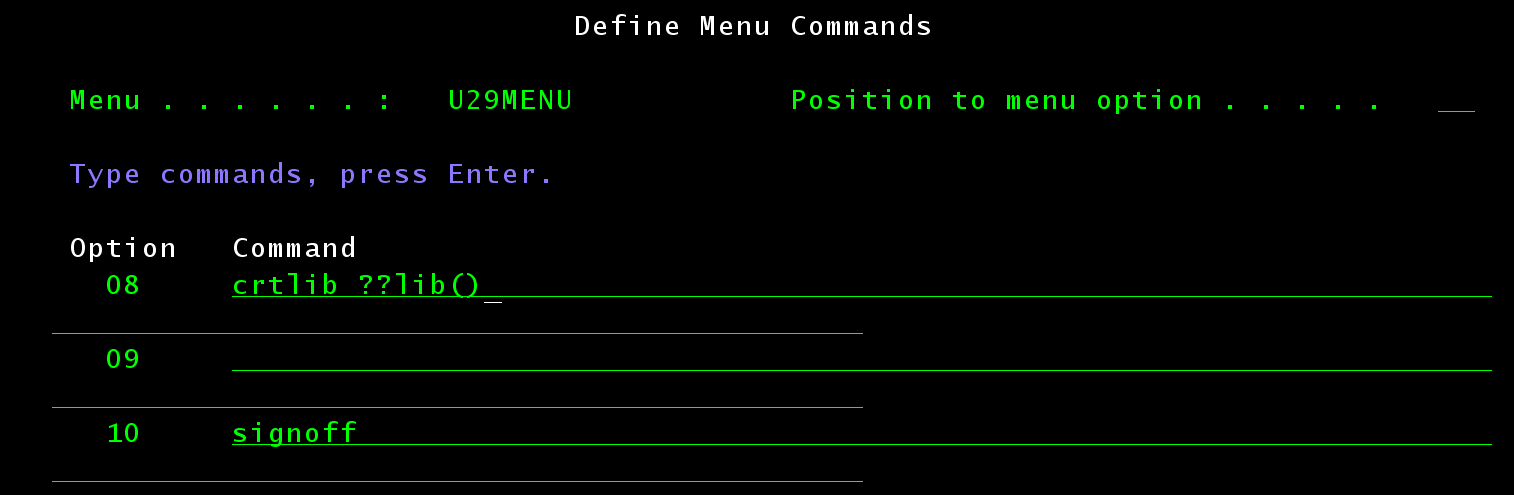 Define Menu Commands
Menu . . . . . . : U29MENU Position to menu option . . . . . __
Type commands, press Enter.
Option Command
08 crtlib ??lib()_
09
10 signoff